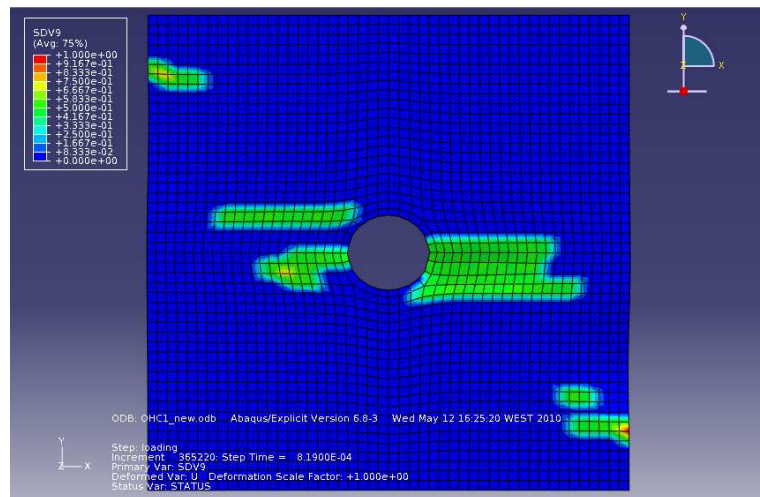 SDV9
(Avg: 75%)
+1.000e+00
+9.167e-01
+8.333e-01
+7.500e-01
+6.667e-01
+5.833e-01
+5.000e-01
+4.167e-01
+3.333e-01
+2.500e-01
+1.667e-01
+8.333e-02
+0.000e+00
Y
Z X
ODB: OHC1_new.odb Abaqus/Explicit Version 6.8-3 Wed May 12 16:25:20 WEST 2010
Y
Z X
Step: loading
Increment 365220: Step Time = 8.1900E-04
Primary Var: SDV9
Deformed Var: U Deformation Scale Factor: +1.000e+00
Status Var: STATUS